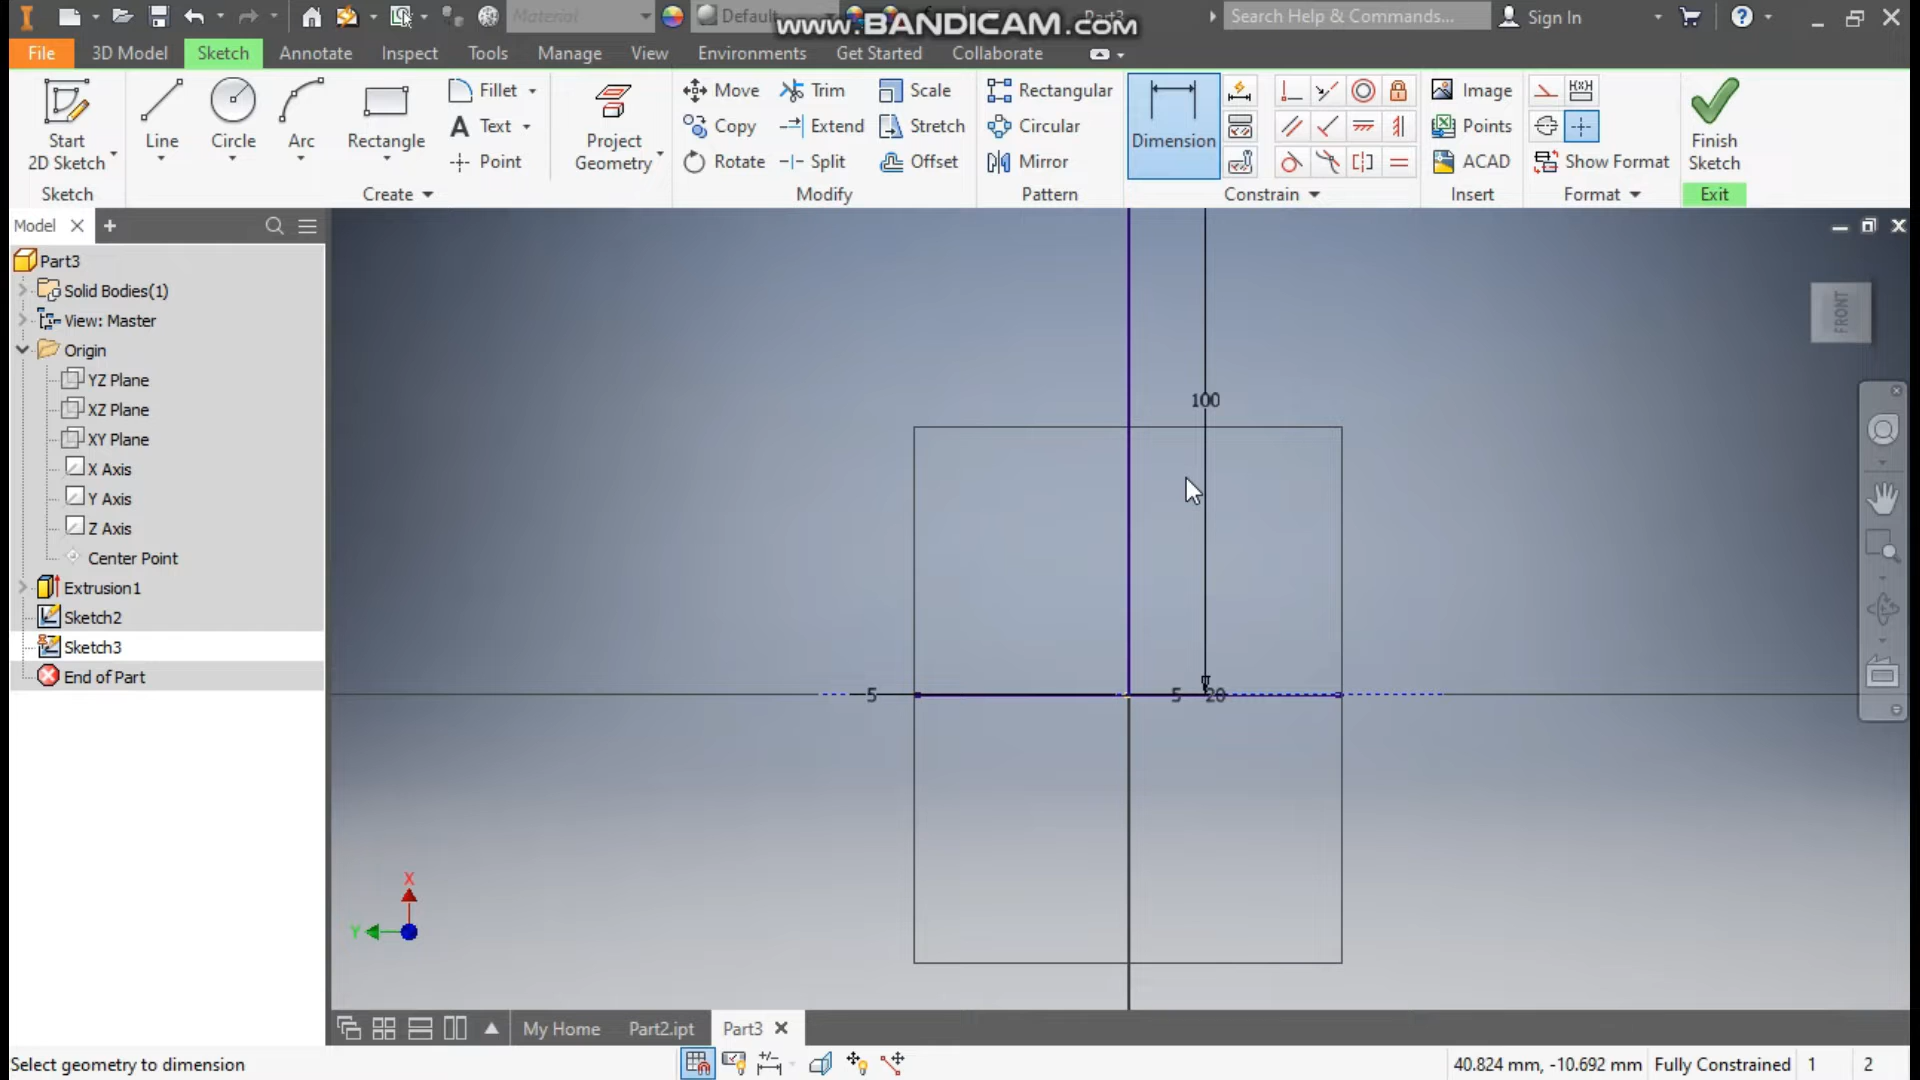 Material
Default
www.BANDICAM.com
Search Help & Commands...
Sign In
File
3D Model
Sketch
Annotate
Inspect
Tools
Manage
View
Environments
Get Started
Collaborate
Start
2D Sketch
Line
Circle
Arc
Rectangle
Fillet
Text
Point
Project
Geometry
Move
Copy
Rotate
Trim
Extend
Split
Scale
Stretch
Offset
Rectangular
Circular
Mirror
Dimension
Image
Points
ACAD
Show Format
Finish
Sketch
Sketch
Create
Modify
Pattern
Constrain
Insert
Format
Exit
Model
Part3
Solid Bodies(1)
View: Master
Origin
YZ Plane
XZ Plane
XY Plane
X Axis
Y Axis
Z Axis
Center Point
Extrusion1
Sketch2
Sketch3
End of Part
FRONT
100
5
5
20
X
Y
My Home
Part2.ipt
Part3
Select geometry to dimension
40.824 mm, -10.692 mm
Fully Constrained
1
2